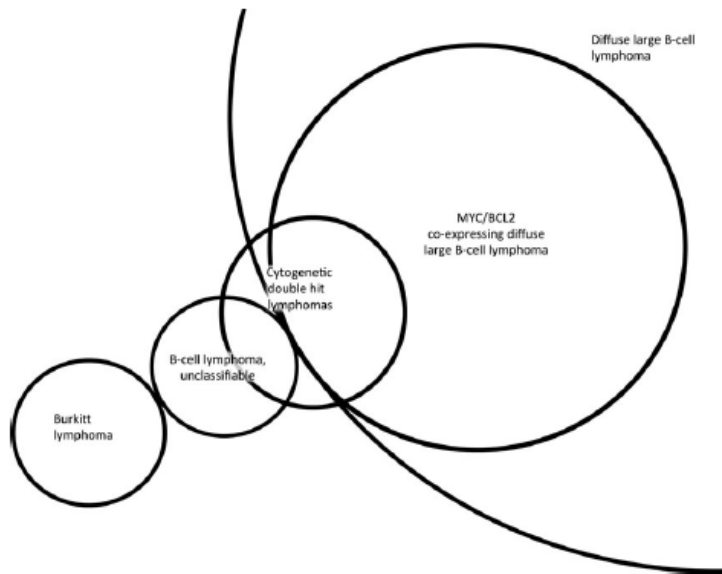 Diffuse large B-cell
lymphoma
MYC/BCL2
co-expressing diffuse
large B-cell lymphoma
Cytogenetic
double hit
lymphomas
B-cell lymphoma,
unclassifiable
Burkitt
lymphoma